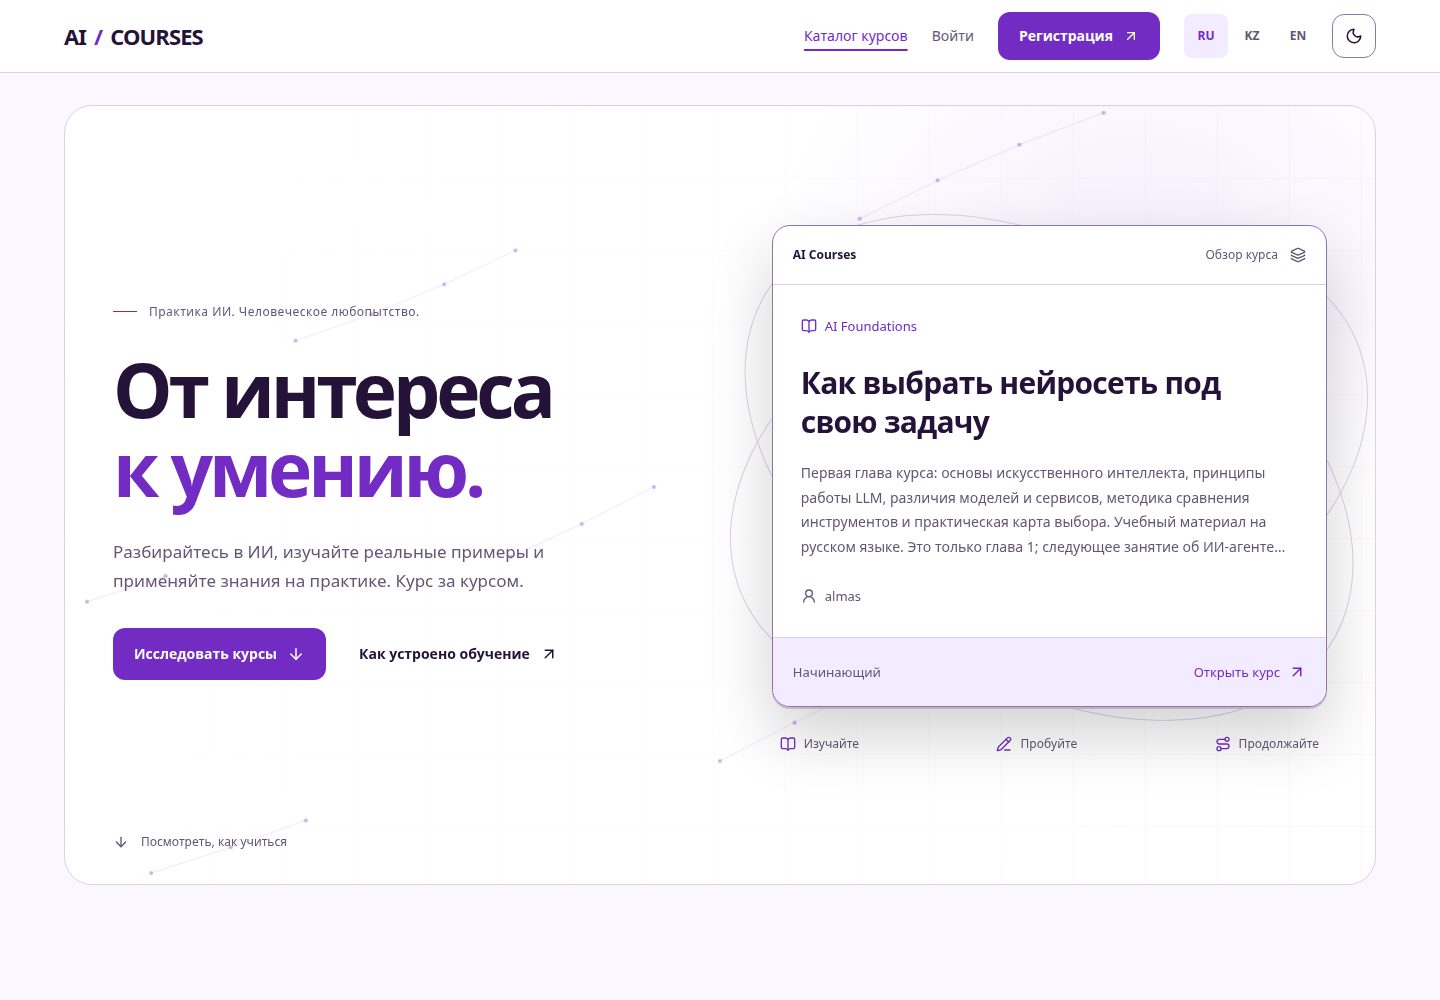 AI / COURSES
Каталог курсов
Войти
Регистрация
RU
KZ
EN
Практика ИИ. Человеческое любопытство.
От интереса
к умению.
Разбирайтесь в ИИ, изучайте реальные примеры и
применяйте знания на практике. Курс за курсом.
Исследовать курсы
Как устроено обучение
Посмотреть, как учиться
AI Courses
Обзор курса
AI Foundations
Как выбрать нейросеть под
свою задачу
Первая глава курса: основы искусственного интеллекта, принципы
работы LLM, различия моделей и сервисов, методика сравнения
инструментов и практическая карта выбора. Учебный материал на
русском языке. Это только глава 1; следующее занятие об ИИ-агенте...
almas
Начинающий
Открыть курс
Изучайте
Пробуйте
Продолжайте